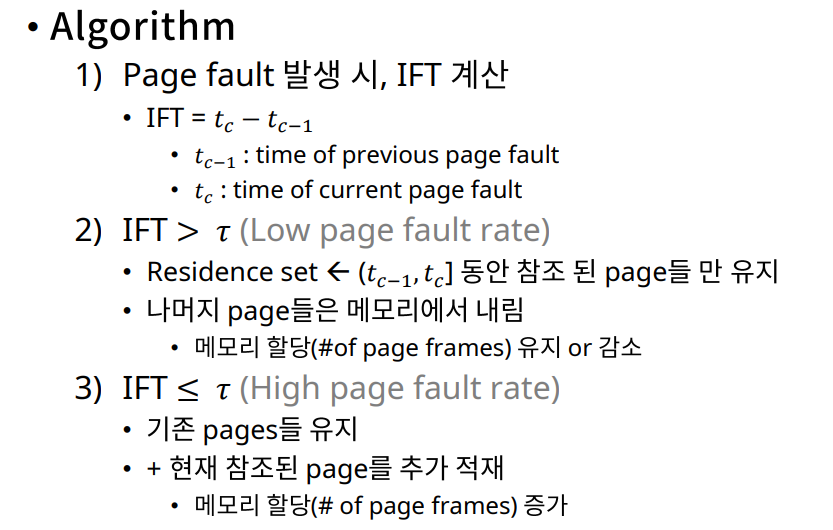 • Algorithm
1) Page fault 발생 시, IFT 계산
• IFT = t_c − t_{c−1}
• t_{c−1} : time of previous page fault
• t_c : time of current page fault
2) IFT > τ (Low page fault rate)
• Residence set ← (t_{c−1}, t_c] 동안 참조 된 page들 만 유지
• 나머지 page들은 메모리에서 내림
• 메모리 할당(#of page frames) 유지 or 감소
3) IFT ≤ τ (High page fault rate)
• 기존 pages들 유지
• + 현재 참조된 page를 추가 적재
• 메모리 할당(# of page frames) 증가